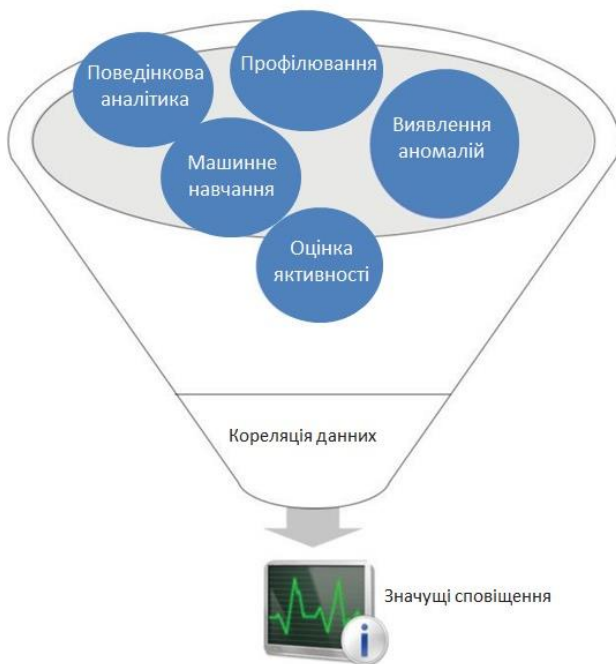 Поведінкова
аналітика
Профілювання
Виявлення
аномалій
Машинне
навчання
Оцінка
яктивності
Кореляція данних
Значущі сповіщення